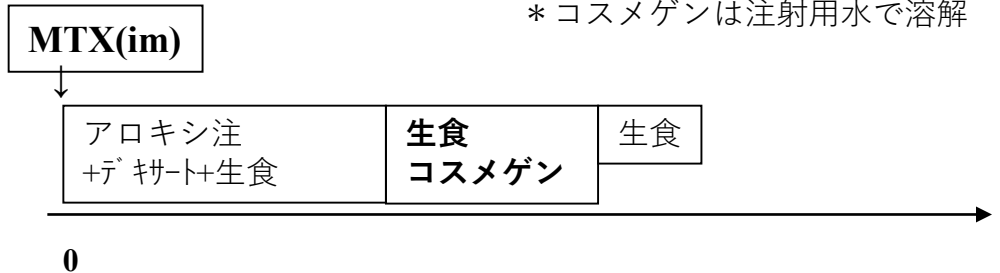 ＊コスメゲンは注射用水で溶解
MTX(im)
↓
アロキシ注
+ﾃﾞｷｻｰﾄ+生食
生食
コスメゲン
生食
0